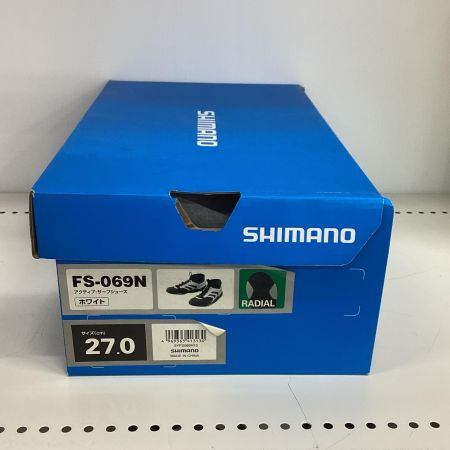 SHIMANO
SHIMANO
FS-069N
アクティブ・サーフシューズ
ホワイト
RADIAL
サイズ(cm)
27.0
SHIMANO
MADE IN CHINA